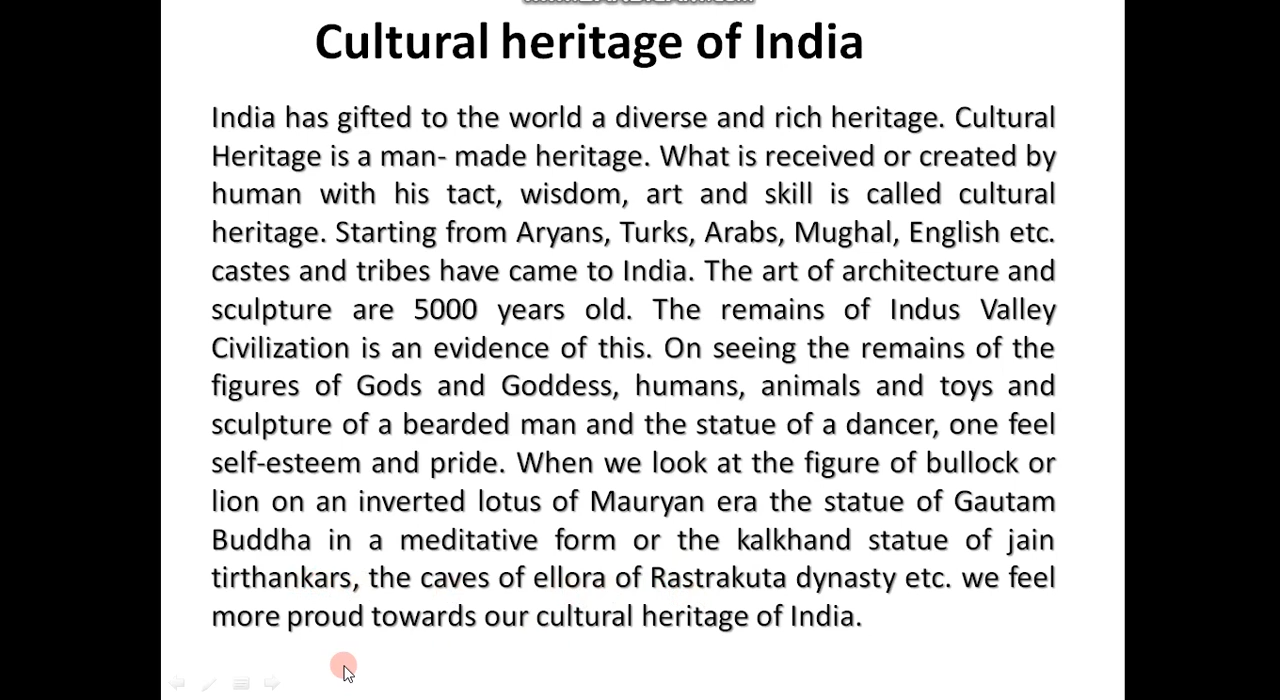 Cultural heritage of India
India has gifted to the world a diverse and rich heritage. Cultural
Heritage is a man- made heritage. What is received or created by
human with his tact, wisdom, art and skill is called cultural
heritage. Starting from Aryans, Turks, Arabs, Mughal, English etc.
castes and tribes have came to India. The art of architecture and
sculpture are 5000 years old. The remains of Indus Valley
Civilization is an evidence of this. On seeing the remains of the
figures of Gods and Goddess, humans, animals and toys and
sculpture of a bearded man and the statue of a dancer, one feel
self-esteem and pride. When we look at the figure of bullock or
lion on an inverted lotus of Mauryan era the statue of Gautam
Buddha in a meditative form or the kalkhand statue of jain
tirthankars, the caves of ellora of Rastrakuta dynasty etc. we feel
more proud towards our cultural heritage of India.